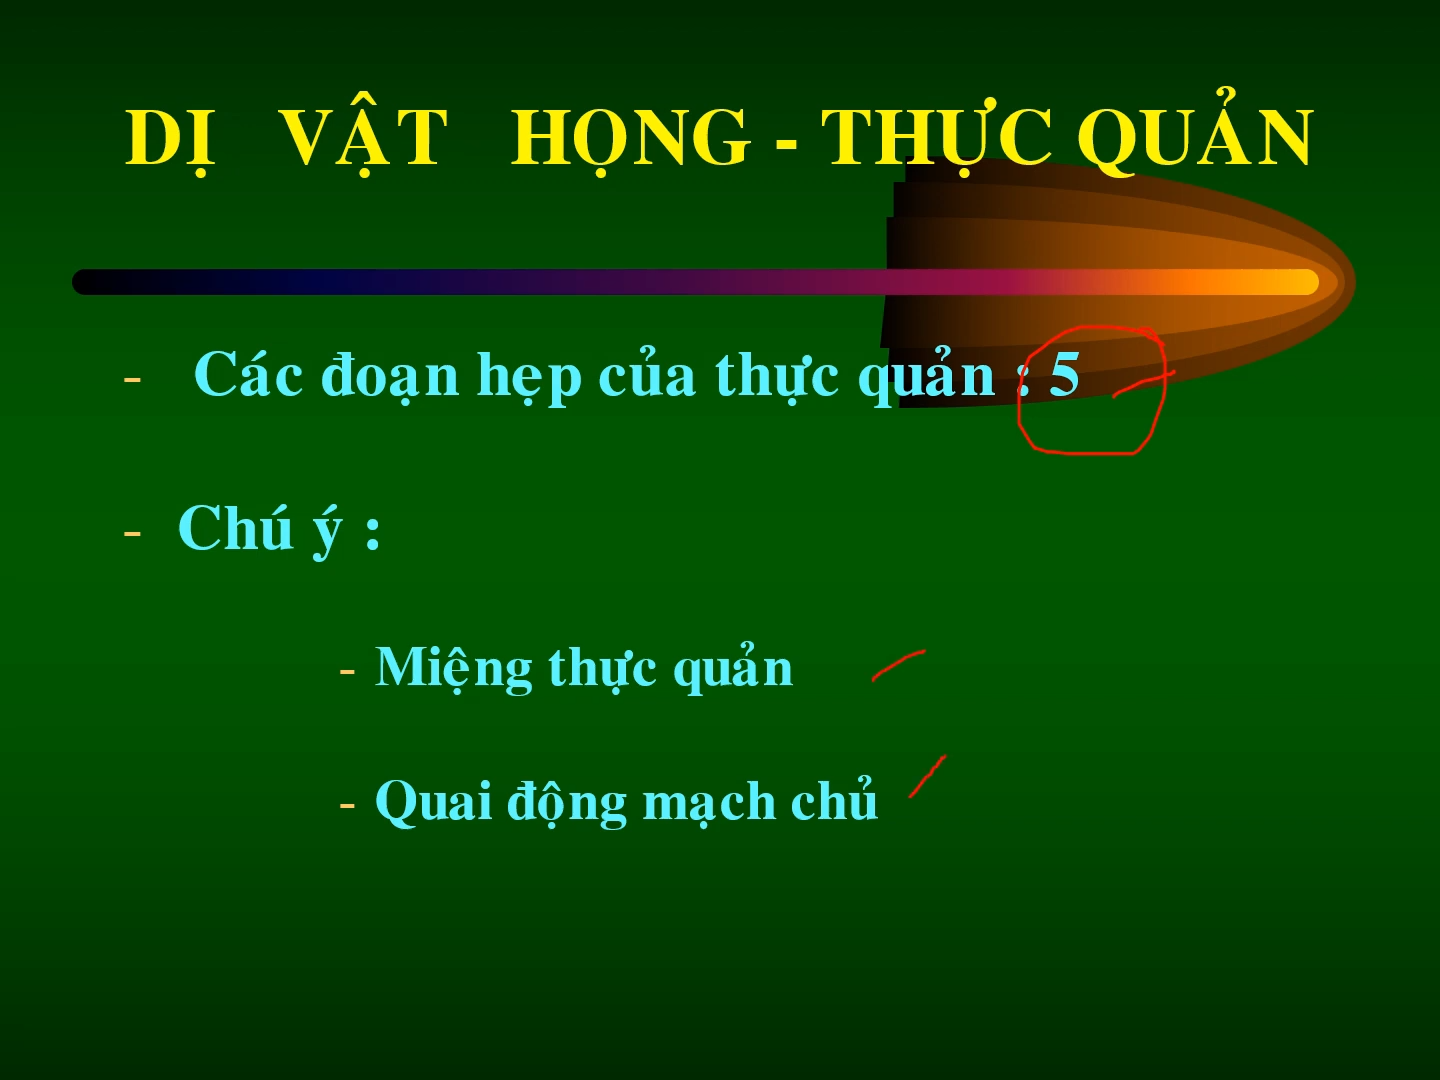 DỊ VẬT HỌNG - THỰC QUẢN
- Các đoạn hẹp của thực quản : 5
- Chú ý :
- Miệng thực quản
- Quai động mạch chủ